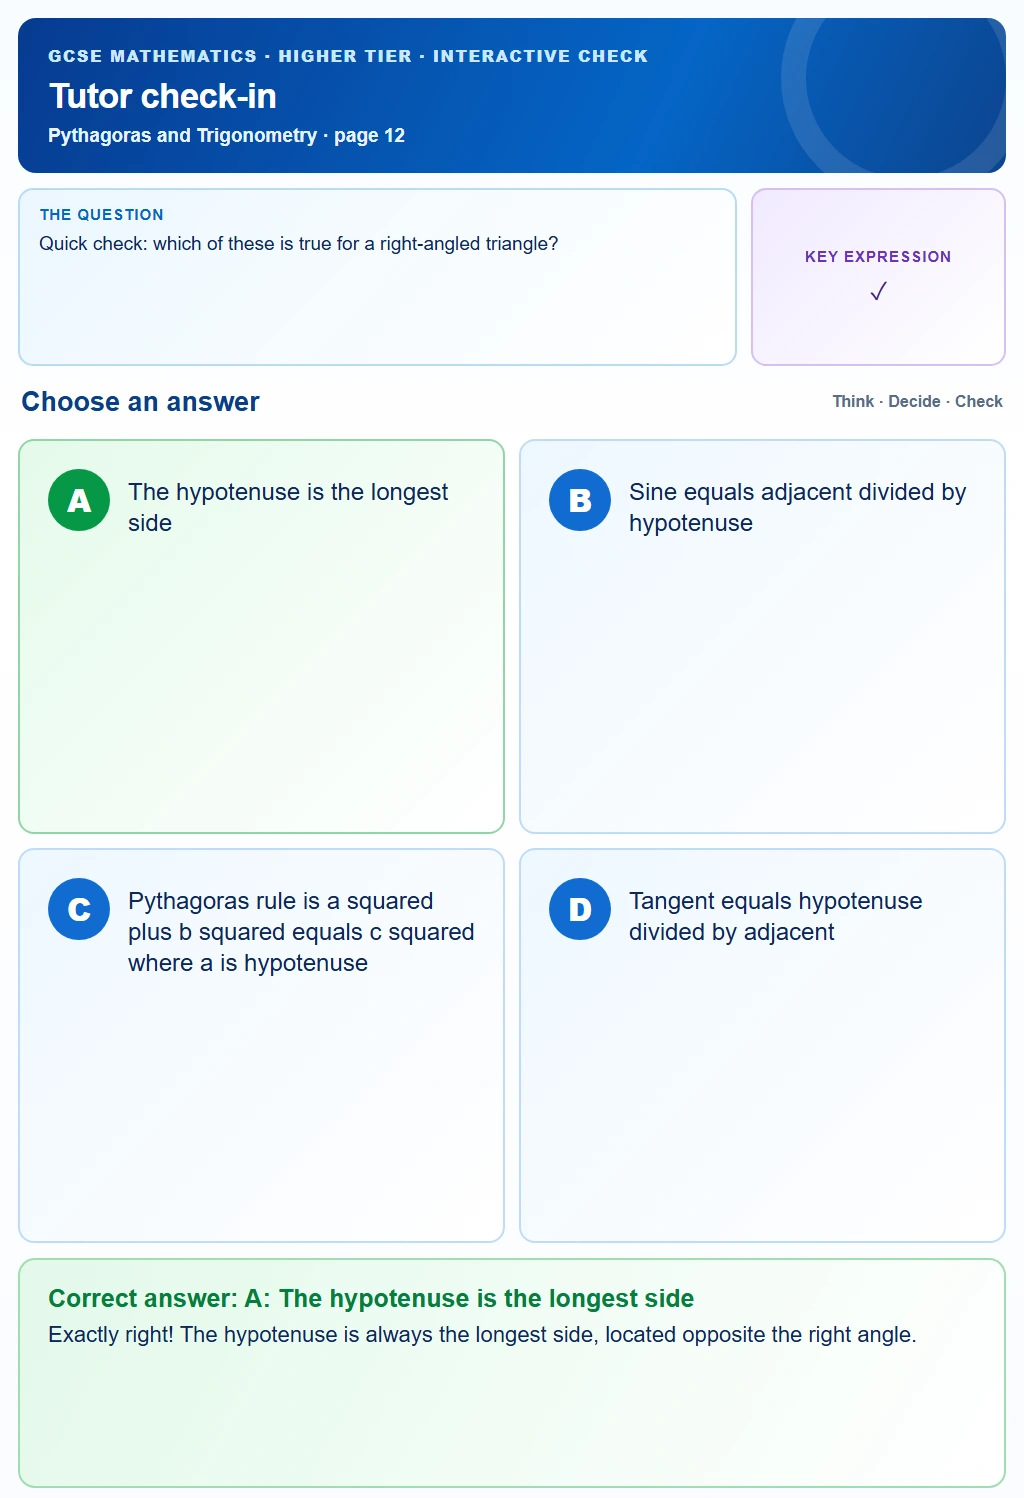 GCSE MATHEMATICS · HIGHER TIER · INTERACTIVE CHECK
Tutor check-in
Pythagoras and Trigonometry · page 12
THE QUESTION
Quick check: which of these is true for a right-angled triangle?
KEY EXPRESSION
✓
Choose an answer
Think · Decide · Check
A
The hypotenuse is the longest
side
B
Sine equals adjacent divided by
hypotenuse
C
Pythagoras rule is a squared
plus b squared equals c squared
where a is hypotenuse
D
Tangent equals hypotenuse
divided by adjacent
Correct answer: A: The hypotenuse is the longest side
Exactly right! The hypotenuse is always the longest side, located opposite the right angle.